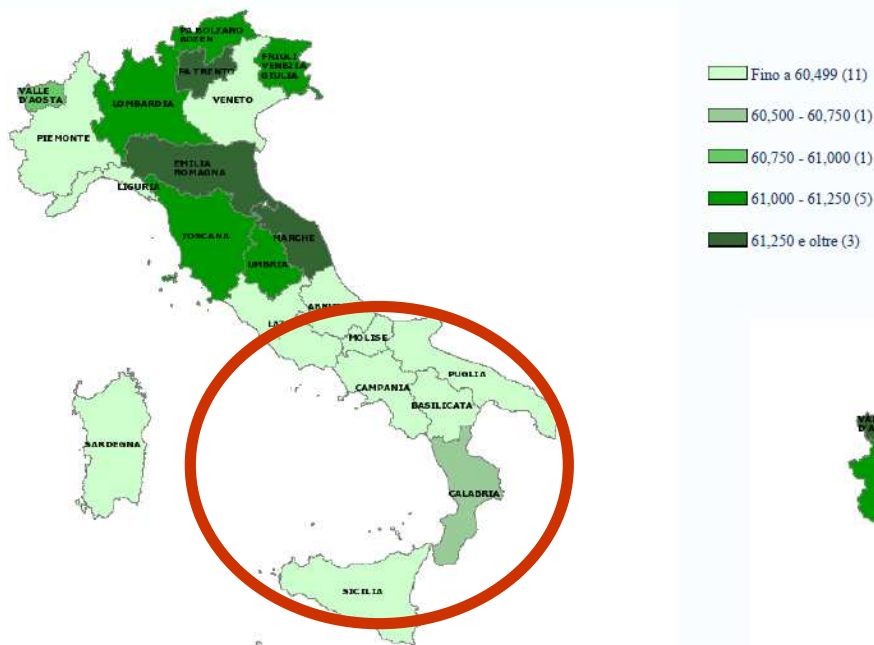 PA BOLZANO
BOZEN
PA TRENTO
FRIULI
VENEZIA
GIULIA
VALLE
D'AOSTA
LOMBARDIA
VENETO
PIEMONTE
EMILIA
ROMAGNA
LIGURIA
TOSCANA
MARCHE
UMBRIA
MOLISE
PUGLIA
CAMPANIA
BASILICATA
SARDEGNA
CALABRIA
SICILIA
Fino a 60,499 (11)
60,500 - 60,750 (1)
60,750 - 61,000 (1)
61,000 - 61,250 (5)
61,250 e oltre (3)